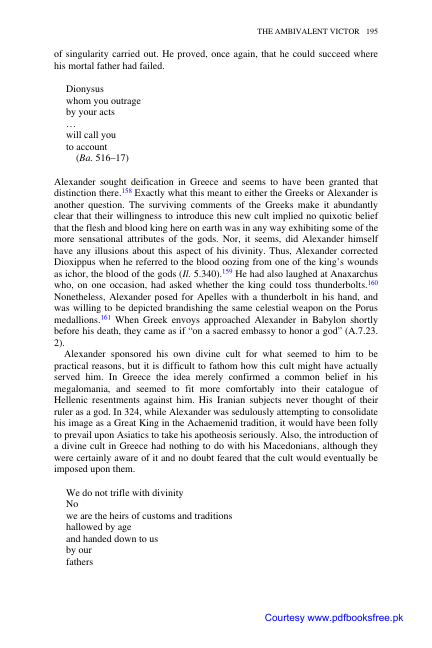 THE AMBIVALENT VICTOR 195
of singularity carried out. He proved, once again, that he could succeed where
his mortal father had failed.
Dionysus
whom you outrage
by your acts
…
will call you
to account
(Ba. 516–17)
Alexander sought deification in Greece and seems to have been granted that
distinction there.158 Exactly what this meant to either the Greeks or Alexander is
another question. The surviving comments of the Greeks make it abundantly
clear that their willingness to introduce this new cult implied no quixotic belief
that the flesh and blood king here on earth was in any way exhibiting some of the
more sensational attributes of the gods. Nor, it seems, did Alexander himself
have any illusions about this aspect of his divinity. Thus, Alexander corrected
Dioxippus when he referred to the blood oozing from one of the king’s wounds
as ichor, the blood of the gods (Il. 5.340).159 He had also laughed at Anaxarchus
who, on one occasion, had asked whether the king could toss thunderbolts.160
Nonetheless, Alexander posed for Apelles with a thunderbolt in his hand, and
was willing to be depicted brandishing the same celestial weapon on the Porus
medallions.161 When Greek envoys approached Alexander in Babylon shortly
before his death, they came as if “on a sacred embassy to honor a god” (A.7.23.
2).
Alexander sponsored his own divine cult for what seemed to him to be
practical reasons, but it is difficult to fathom how this cult might have actually
served him. In Greece the idea merely confirmed a common belief in his
megalomania, and seemed to fit more comfortably into their catalogue of
Hellenic resentments against him. His Iranian subjects never thought of their
ruler as a god. In 324, while Alexander was sedulously attempting to consolidate
his image as a Great King in the Achaemenid tradition, it would have been folly
to prevail upon Asiatics to take his apotheosis seriously. Also, the introduction of
a divine cult in Greece had nothing to do with his Macedonians, although they
were certainly aware of it and no doubt feared that the cult would eventually be
imposed upon them.
We do not trifle with divinity
No
we are the heirs of customs and traditions
hallowed by age
and handed down to us
by our
fathers
Courtesy www.pdfbooksfree.pk